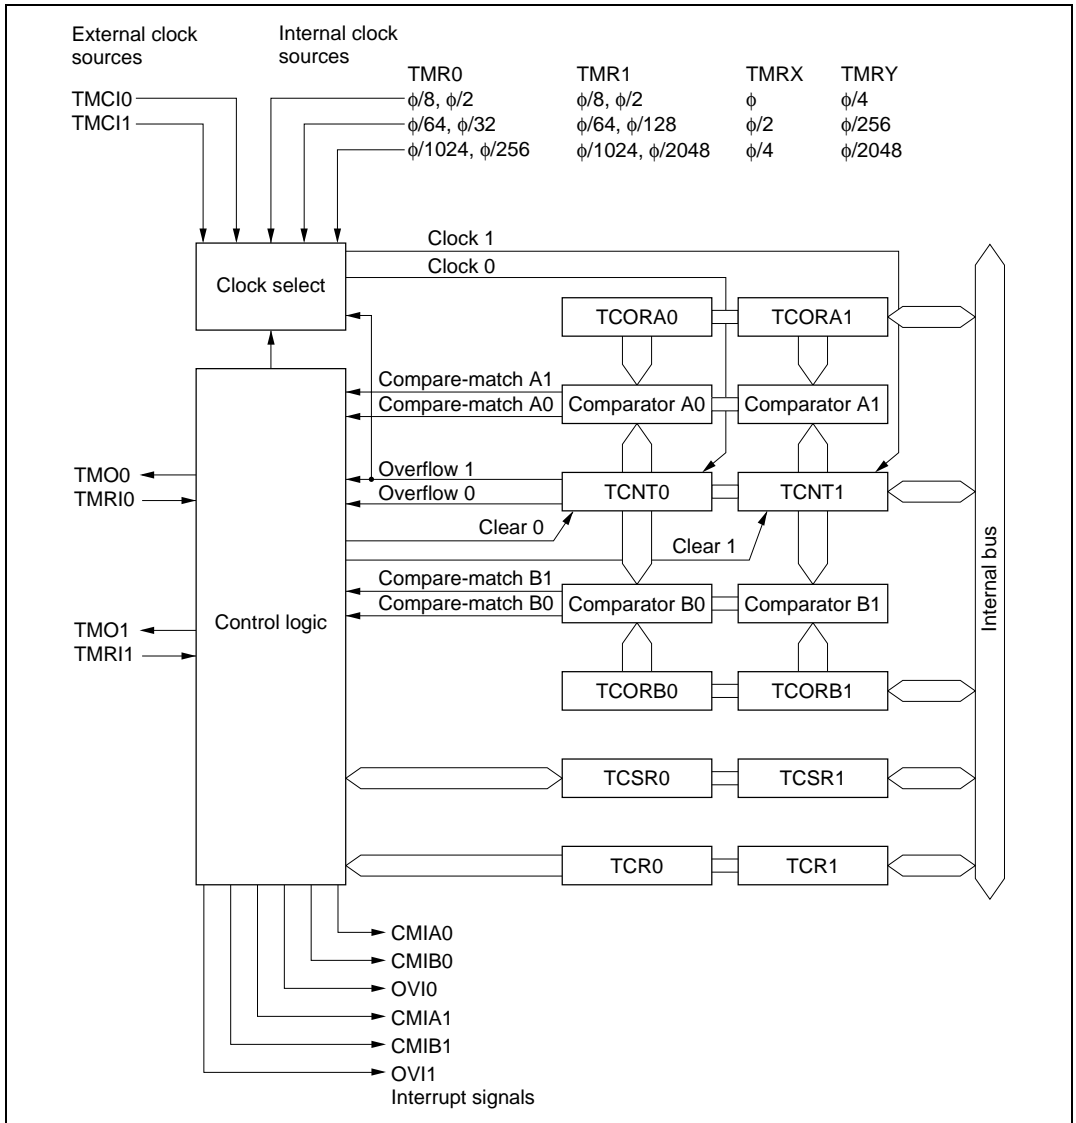 External clock
sources
Internal clock
sources
TMR0 TMR1 TMRX TMRY
TMCI0 ϕ/8, ϕ/2 ϕ/8, ϕ/2 ϕ ϕ/4
TMCI1 ϕ/64, ϕ/32 ϕ/64, ϕ/128 ϕ/2 ϕ/256
ϕ/1024, ϕ/256 ϕ/1024, ϕ/2048 ϕ/4 ϕ/2048
Clock 1
Clock 0
Clock select
TCORA0 TCORA1
Compare-match A1
Compare-match A0
Comparator A0 Comparator A1
TMO0
TMRI0
Overflow 1
Overflow 0
TCNT0 TCNT1
Clear 0
Clear 1
Internal bus
Compare-match B1
Compare-match B0
Comparator B0 Comparator B1
Control logic
TMO1
TMRI1
TCORB0 TCORB1
TCSR0 TCSR1
TCR0 TCR1
CMIA0
CMIB0
OVI0
CMIA1
CMIB1
OVI1
Interrupt signals